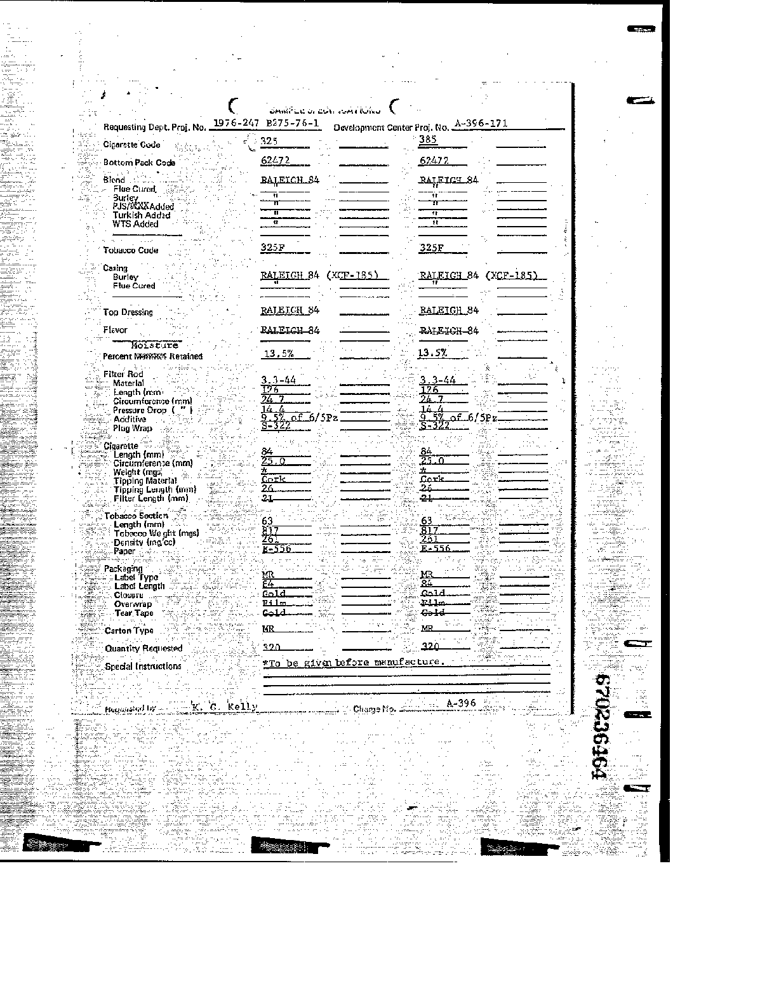 SAMPLE SPECIFICATIONS
Requesting Dept. Proj. No. 1976-247 B275-76-1 Development Center Proj. No. A-396-171
Cigarette Code 325 385
Bottom Pack Code 62472 62472
Blend RALEIGH 84 RALEIGH 84
Flue Cured " "
Burley " "
PJS/ Added " "
Turkish Added " "
WTS Added " "
Tobacco Code 325F 325F
Casing
Burley RALEIGH 84 (XCF-185) RALEIGH 84 (XCF-185)
Flue Cured " "
Top Dressing RALEIGH 84 RALEIGH 84
Flavor RALEIGH 84 RALEIGH 84
Moisture
Percent Retained 13.5% 13.5%
Filter Rod
Material 3.3-44 3.3-44
Length (mm) 126 126
Circumference (mm) 24.7 24.7
Pressure Drop ( " ) 14.4 14.4
Additive 9.5% of 6/5Pz 9.5% of 6/5Pz
Plug Wrap S-322 S-322
Cigarette
Length (mm) 84 84
Circumference (mm) 25.0 25.0
Weight (mgs) * *
Tipping Material Cork Cork
Tipping Length (mm) 26 26
Filter Length (mm) 21 21
Tobacco Section
Length (mm) 63 63
Tobacco Weight (mgs) 817 817
Density (mg/cc) 261 261
Paper E-556 E-556
Packaging
Label Type MR MR
Label Length 84 84
Closure Gold Gold
Overwrap Film Film
Tear Tape Gold Gold
Carton Type MR MR
Quantity Requested 320 320
Special Instructions *To be given before manufacture.
Requested by K. G. Kelly Charge No. A-396
670236464